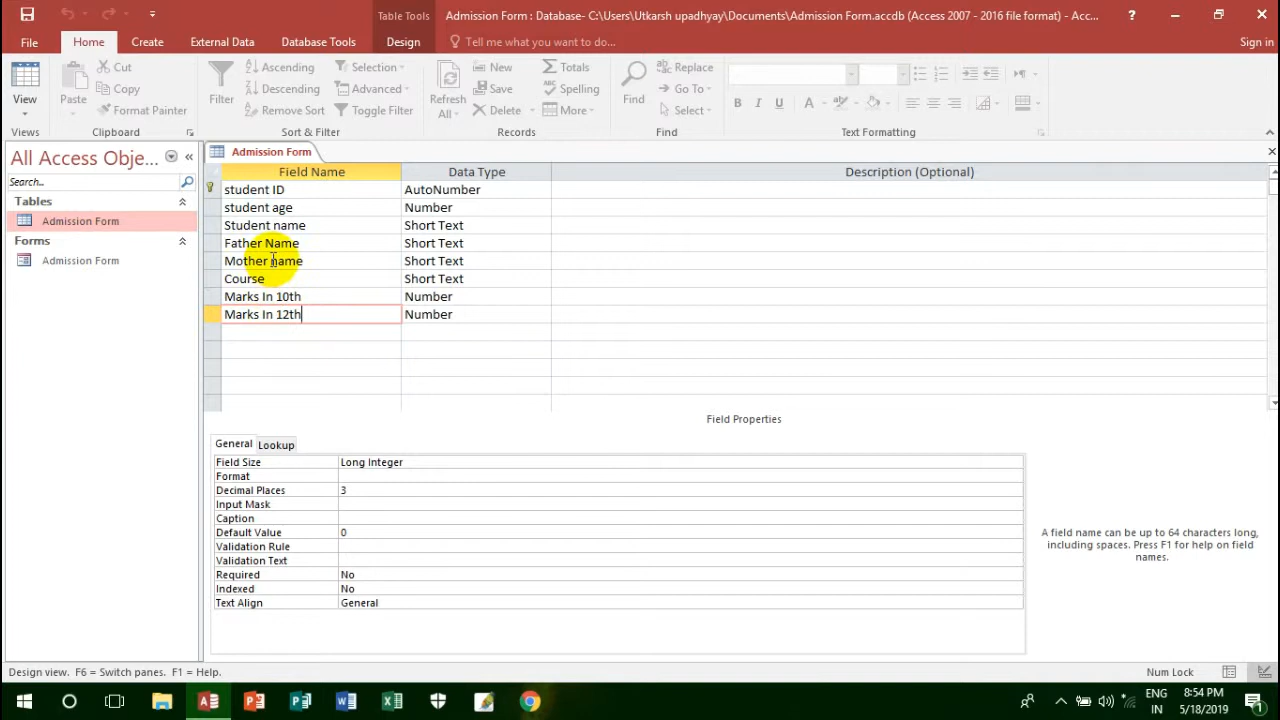 Table Tools
Admission Form : Database- C:\Users\Utkarsh upadhyay\Documents\Admission Form.accdb (Access 2007 - 2016 file format) - Acc...
?
File
Home
Create
External Data
Database Tools
Design
Tell me what you want to do...
Sign in
View
Views
Paste
Cut
Copy
Format Painter
Clipboard
Filter
Ascending
Descending
Remove Sort
Selection
Advanced
Toggle Filter
Sort & Filter
Refresh
All
New
Save
Delete
Totals
Spelling
More
Records
Find
Replace
Go To
Select
Find
B I U A
Text Formatting
All Access Obje...
Search...
Tables
Admission Form
Forms
Admission Form
Admission Form
Field Name Data Type Description (Optional)
student ID AutoNumber
student age Number
Student name Short Text
Father Name Short Text
Mother name Short Text
Course Short Text
Marks In 10th Number
Marks In 12th Number
Field Properties
General Lookup
Field Size Long Integer
Format
Decimal Places 3
Input Mask
Caption
Default Value 0
Validation Rule
Validation Text
Required No
Indexed No
Text Align General
A field name can be up to 64 characters long,
including spaces. Press F1 for help on field
names.
Design view. F6 = Switch panes. F1 = Help.
Num Lock
ENG
IN
8:54 PM
5/18/2019
1